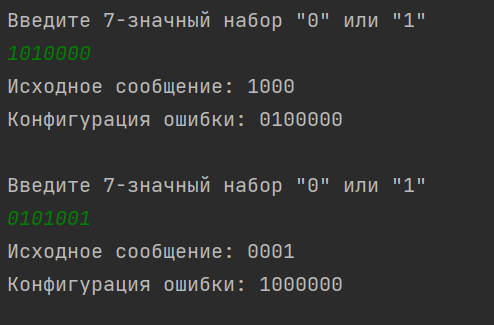 Введите 7-значный набор "0" или "1"
1010000
Исходное сообщение: 1000
Конфигурация ошибки: 0100000
Введите 7-значный набор "0" или "1"
0101001
Исходное сообщение: 0001
Конфигурация ошибки: 1000000